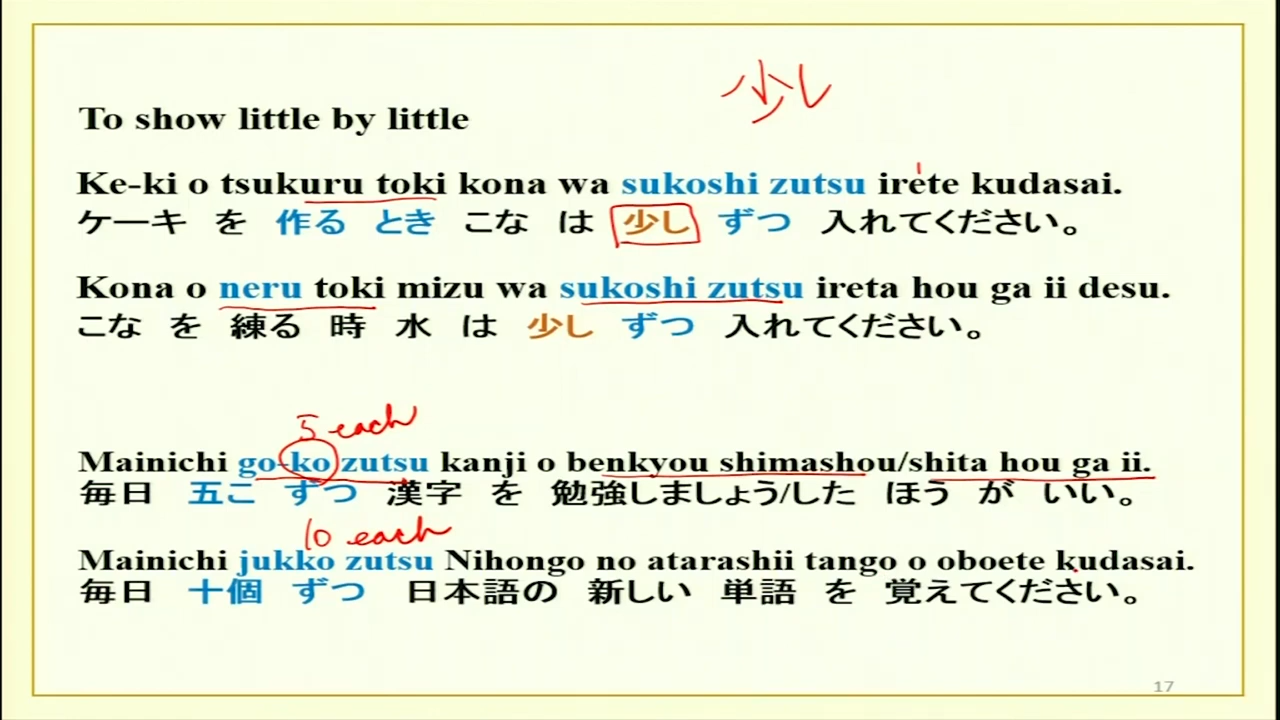 少し
To show little by little
Ke-ki o tsukuru toki kona wa sukoshi zutsu irete kudasai.
ケーキ を 作る とき こな は 少し ずつ 入れてください。
Kona o neru toki mizu wa sukoshi zutsu ireta hou ga ii desu.
こな を 練る 時 水 は 少し ずつ 入れてください。
5 each
Mainichi go-ko zutsu kanji o benkyou shimashou/shita hou ga ii.
毎日 五こ ずつ 漢字 を 勉強しましょう/した ほう が いい。
10 each
Mainichi jukko zutsu Nihongo no atarashii tango o oboete kudasai.
毎日 十個 ずつ 日本語の 新しい 単語 を 覚えてください。
17